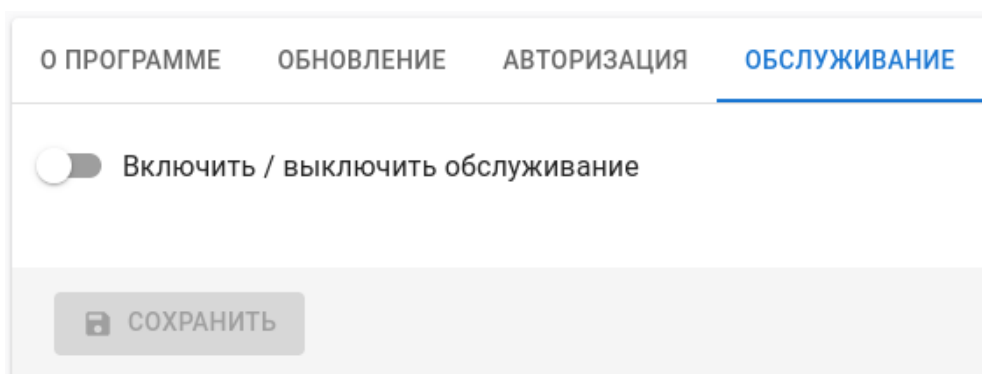 О ПРОГРАММЕ ОБНОВЛЕНИЕ АВТОРИЗАЦИЯ ОБСЛУЖИВАНИЕ
Включить / выключить обслуживание
СОХРАНИТЬ